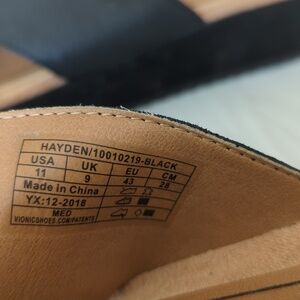 HAYDEN/10010219-BLACK
USA UK EU CM
11 9 43 28
Made in China
YX:12-2018
MED
VIONICSHOES.COM/PATENTS